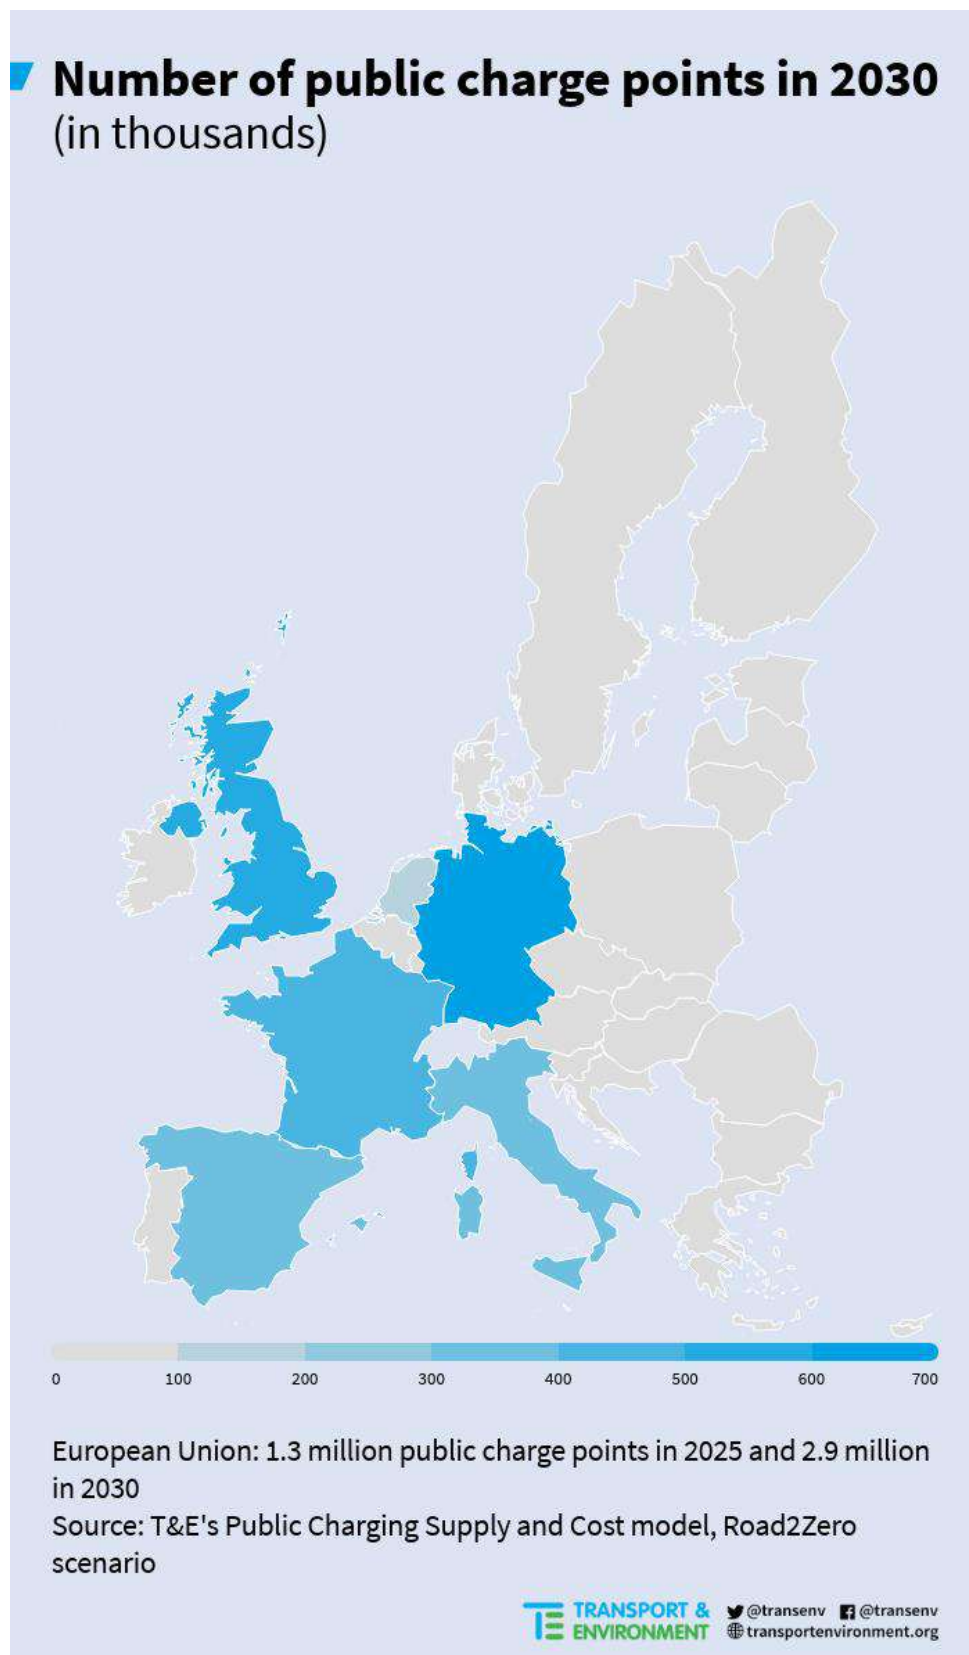 Number of public charge points in 2030
(in thousands)
0 100 200 300 400 500 600 700
European Union: 1.3 million public charge points in 2025 and 2.9 million
in 2030
Source: T&E's Public Charging Supply and Cost model, Road2Zero
scenario
TE TRANSPORT &
ENVIRONMENT
@transenv @transenv
transportenvironment.org